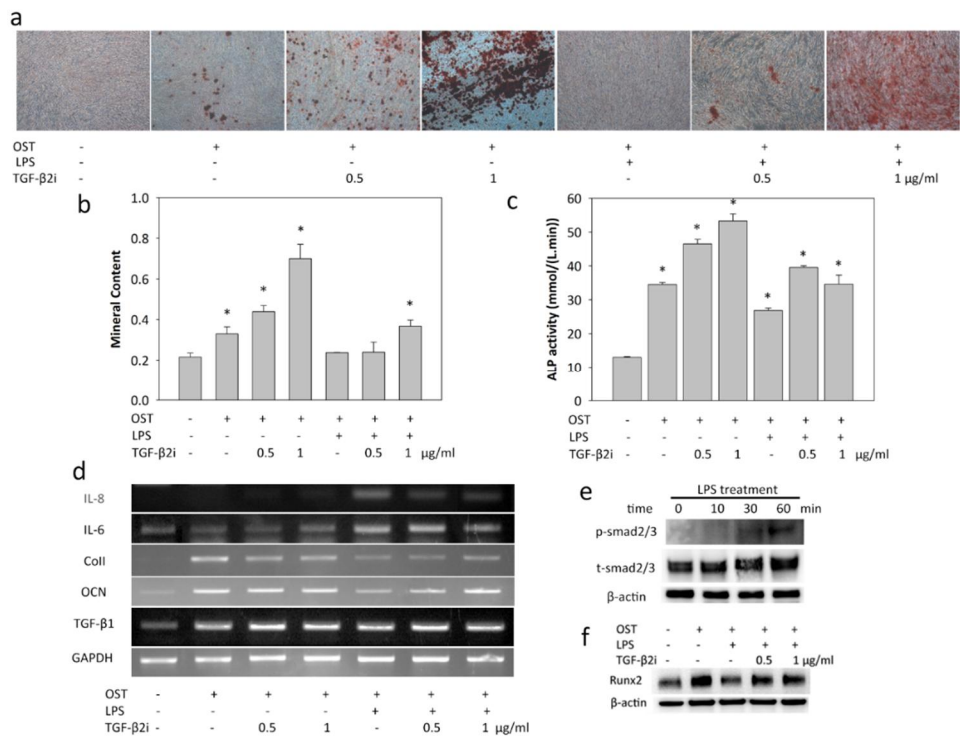 a
OST - + + + + + +
LPS - - - - + + +
TGF-β2i - - 0.5 1 - 0.5 1 μg/ml
b
Mineral Content
1.0
0.8
0.6
0.4
0.2
0.0
* * * *
OST - + + + + + +
LPS - - - - + + +
TGF-β2i - - 0.5 1 - 0.5 1 μg/ml
c
ALP activity (mmol/(L.min))
60
50
40
30
20
10
0
* * * * * *
OST - + + + + + +
LPS - - - - + + +
TGF-β2i - - 0.5 1 - 0.5 1 μg/ml
d
IL-8
IL-6
ColI
OCN
TGF-β1
GAPDH
OST - + + + + + +
LPS - - - - + + +
TGF-β2i - - 0.5 1 - 0.5 1 μg/ml
e
LPS treatment
time 0 10 30 60 min
p-smad2/3
t-smad2/3
β-actin
f
OST - + + + +
LPS - - + + +
TGF-β2i - - - 0.5 1 μg/ml
Runx2
β-actin